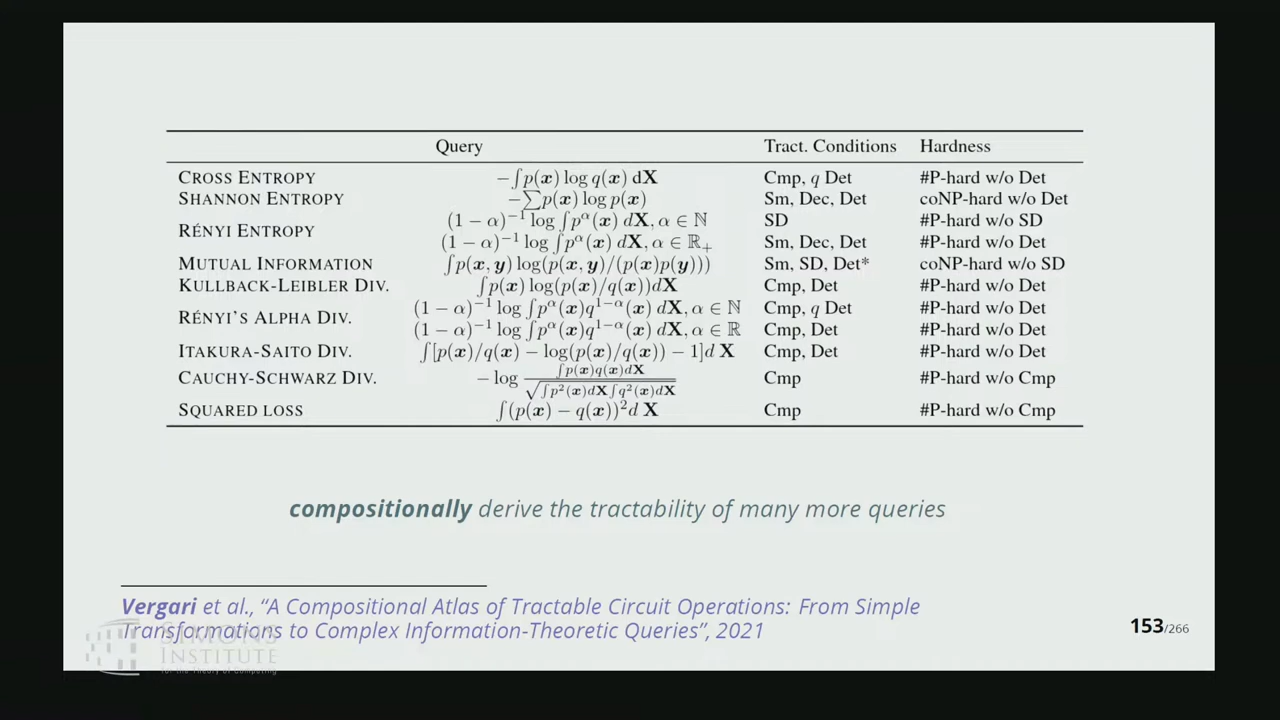 Query Tract. Conditions Hardness
CROSS ENTROPY −∫p(x) log q(x) dX Cmp, q Det #P-hard w/o Det
SHANNON ENTROPY −∑p(x) log p(x) Sm, Dec, Det coNP-hard w/o Det
RÉNYI ENTROPY (1 − α)⁻¹ log ∫p^α(x) dX, α ∈ ℕ SD #P-hard w/o SD
(1 − α)⁻¹ log ∫p^α(x) dX, α ∈ ℝ₊ Sm, Dec, Det #P-hard w/o Det
MUTUAL INFORMATION ∫p(x, y) log(p(x, y)/(p(x)p(y))) Sm, SD, Det* coNP-hard w/o SD
KULLBACK-LEIBLER DIV. ∫p(x) log(p(x)/q(x))dX Cmp, Det #P-hard w/o Det
RÉNYI'S ALPHA DIV. (1 − α)⁻¹ log ∫p^α(x)q^{1−α}(x) dX, α ∈ ℕ Cmp, q Det #P-hard w/o Det
(1 − α)⁻¹ log ∫p^α(x)q^{1−α}(x) dX, α ∈ ℝ Cmp, Det #P-hard w/o Det
ITAKURA-SAITO DIV. ∫[p(x)/q(x) − log(p(x)/q(x)) − 1]d X Cmp, Det #P-hard w/o Det
CAUCHY-SCHWARZ DIV. − log ∫p(x)q(x)dX / √∫p²(x)dX∫q²(x)dX Cmp #P-hard w/o Cmp
SQUARED LOSS ∫(p(x) − q(x))²d X Cmp #P-hard w/o Cmp
compositionally derive the tractability of many more queries
Vergari et al., “A Compositional Atlas of Tractable Circuit Operations: From Simple
Transformations to Complex Information-Theoretic Queries”, 2021
153/266
SIMONS
INSTITUTE
for the Theory of Computing